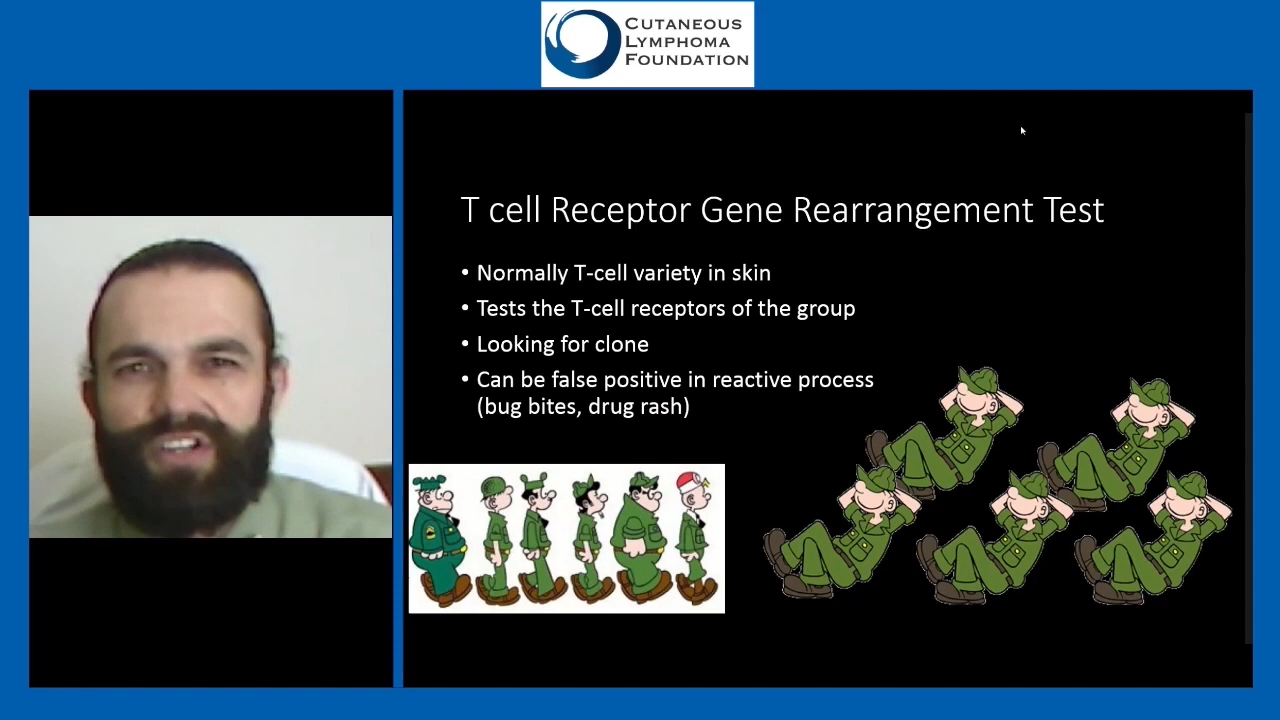 CUTANEOUS
LYMPHOMA
FOUNDATION
T cell Receptor Gene Rearrangement Test
• Normally T-cell variety in skin
• Tests the T-cell receptors of the group
• Looking for clone
• Can be false positive in reactive process
(bug bites, drug rash)